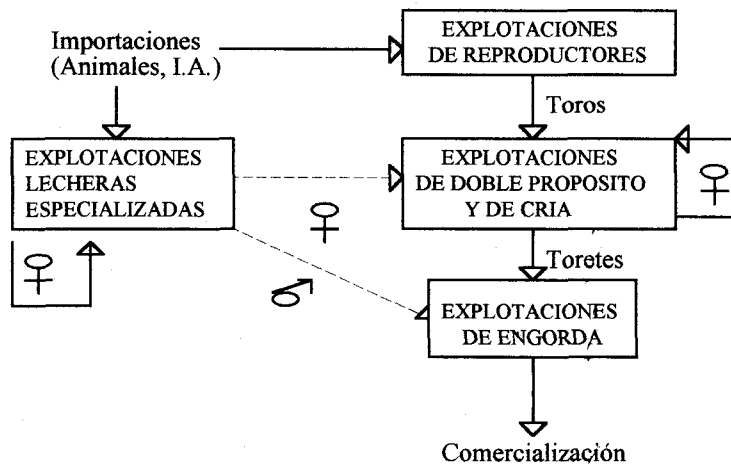 Importaciones
(Animales, I.A.)
EXPLOTACIONES
DE REPRODUCTORES
Toros
EXPLOTACIONES
LECHERAS
ESPECIALIZADAS
EXPLOTACIONES
DE DOBLE PROPOSITO
Y DE CRIA
Toretes
EXPLOTACIONES
DE ENGORDA
Comercialización